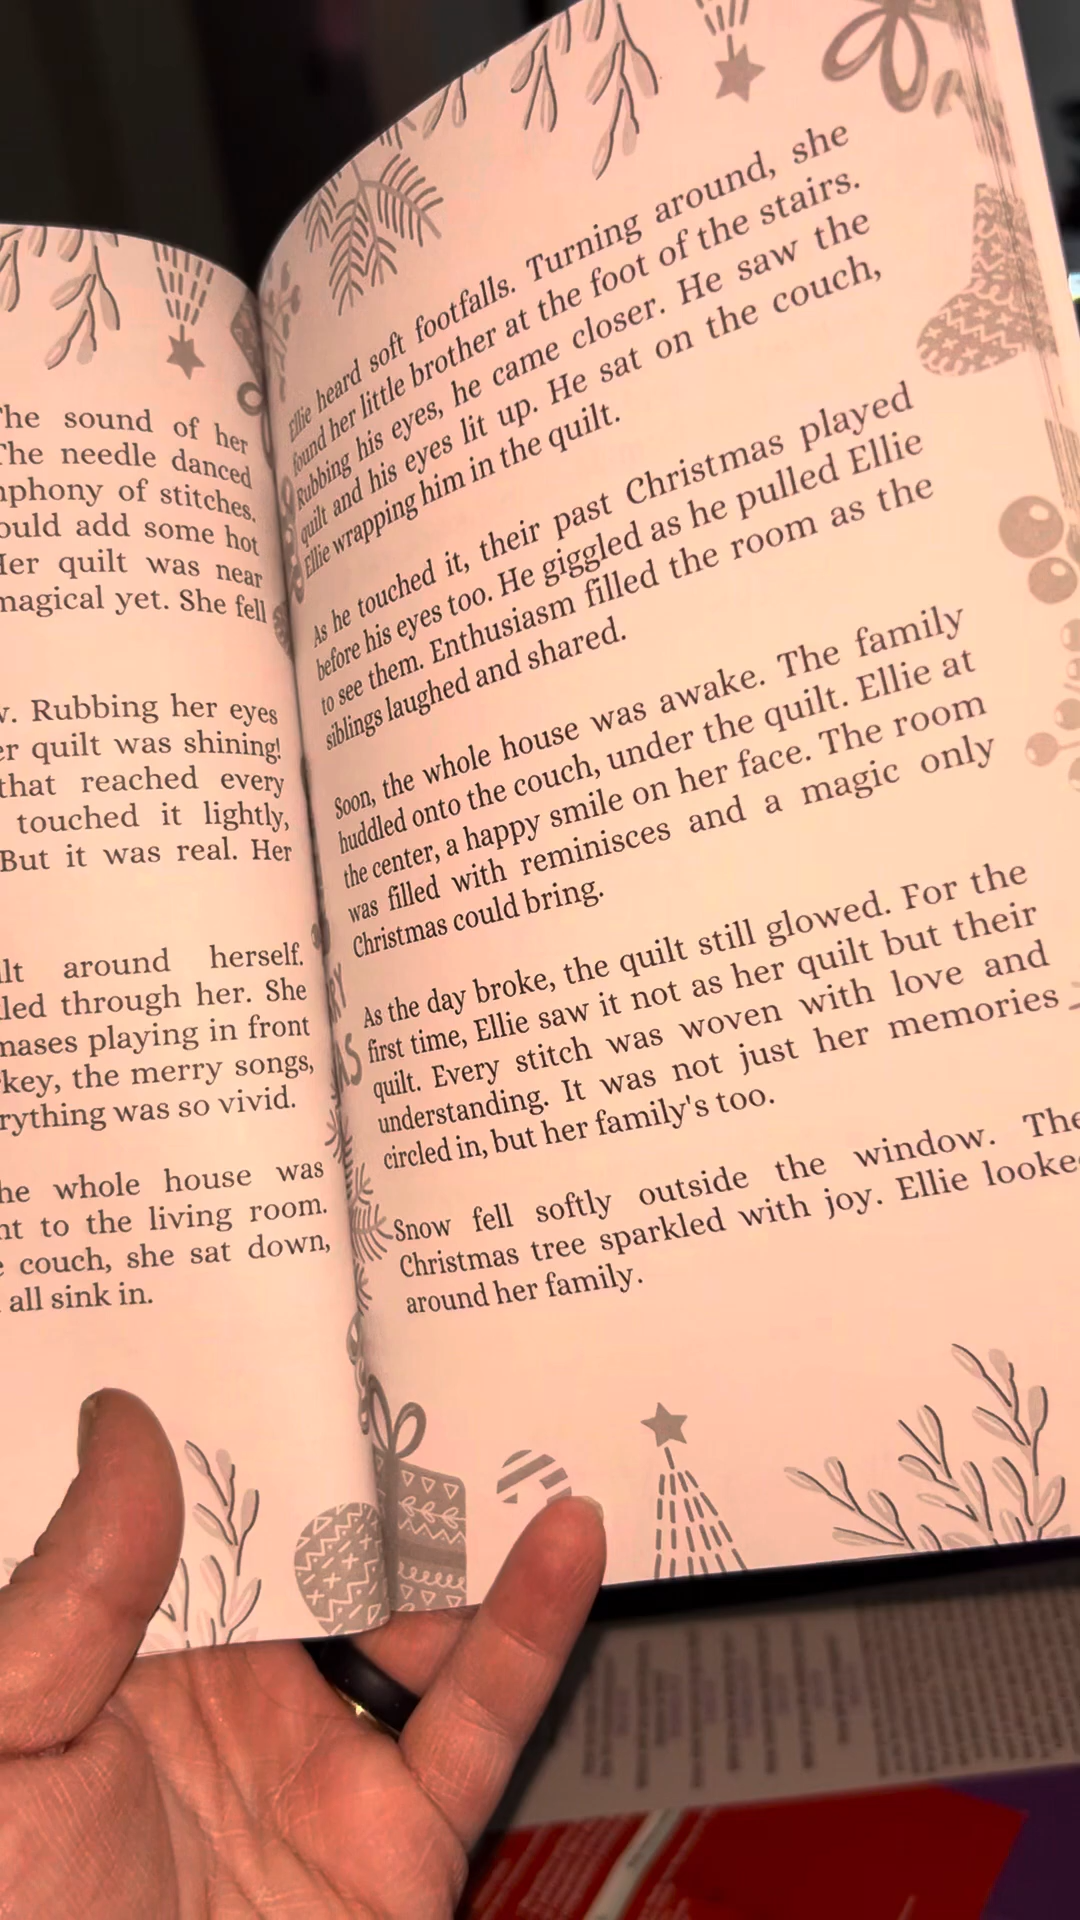 The sound of her
The needle danced
mphony of stitches.
ould add some hot
Her quilt was near
magical yet. She fell
w. Rubbing her eyes
er quilt was shining!
that reached every
touched it lightly,
But it was real. Her
lt around herself.
led through her. She
mases playing in front
key, the merry songs,
rything was so vivid.
he whole house was
nt to the living room.
e couch, she sat down,
all sink in.
Ellie heard soft footfalls. Turning around, she
found her little brother at the foot of the stairs.
Rubbing his eyes, he came closer. He saw the
quilt and his eyes lit up. He sat on the couch,
Ellie wrapping him in the quilt.
As he touched it, their past Christmas played
before his eyes too. He giggled as he pulled Ellie
to see them. Enthusiasm filled the room as the
siblings laughed and shared.
Soon, the whole house was awake. The family
huddled onto the couch, under the quilt. Ellie at
the center, a happy smile on her face. The room
was filled with reminisces and a magic only
Christmas could bring.
As the day broke, the quilt still glowed. For the
first time, Ellie saw it not as her quilt but their
quilt. Every stitch was woven with love and
understanding. It was not just her memories
circled in, but her family's too.
Snow fell softly outside the window. The
Christmas tree sparkled with joy. Ellie looke
around her family.